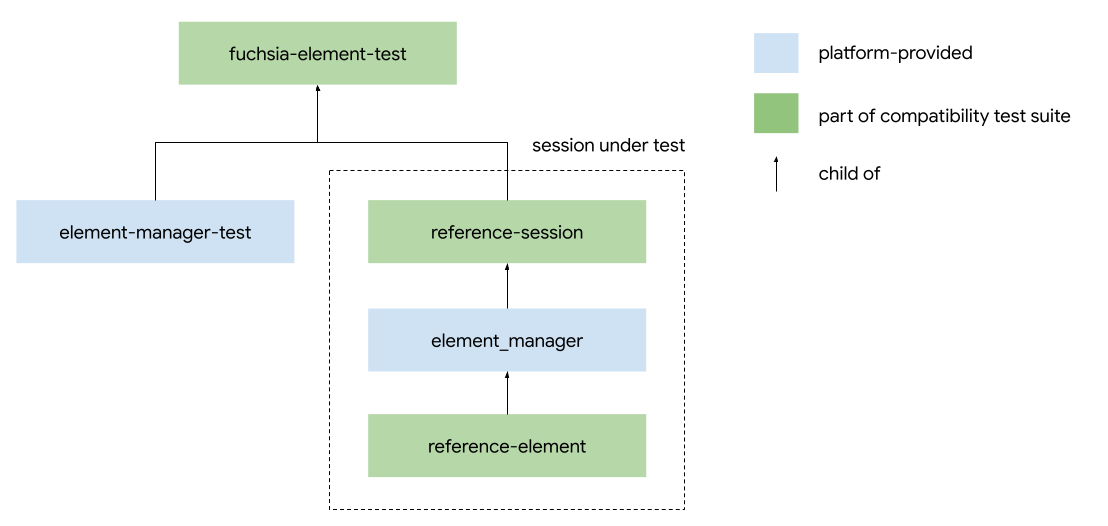 fuchsia-element-test
platform-provided
part of compatibility test suite
session under test
child of
element-manager-test
reference-session
element_manager
reference-element